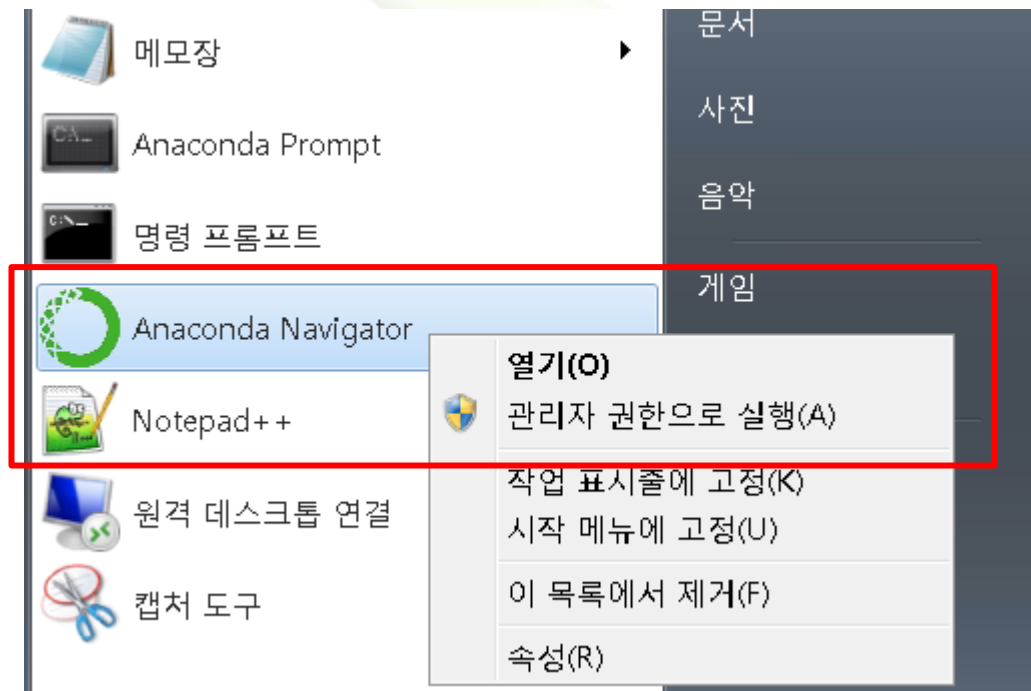 메모장
Anaconda Prompt
명령 프롬프트
Anaconda Navigator
Notepad++
원격 데스크톱 연결
캡처 도구
문서
사진
음악
게임
열기(O)
관리자 권한으로 실행(A)
작업 표시줄에 고정(K)
시작 메뉴에 고정(U)
이 목록에서 제거(F)
속성(R)